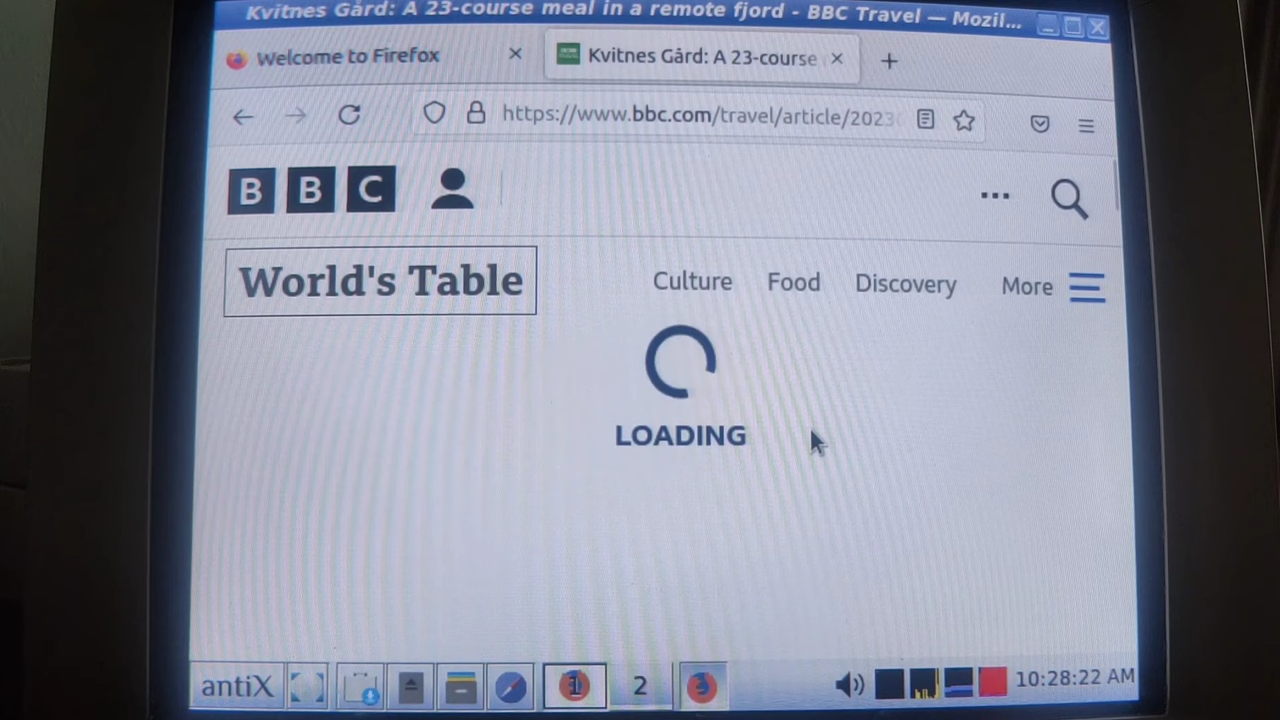 Kvitnes Gård: A 23-course meal in a remote fjord - BBC Travel — Mozil...
Welcome to Firefox
Kvitnes Gård: A 23-course
https://www.bbc.com/travel/article/2023
BBC
World's Table
Culture Food Discovery More
LOADING
antiX 1 2 10:28:22 AM